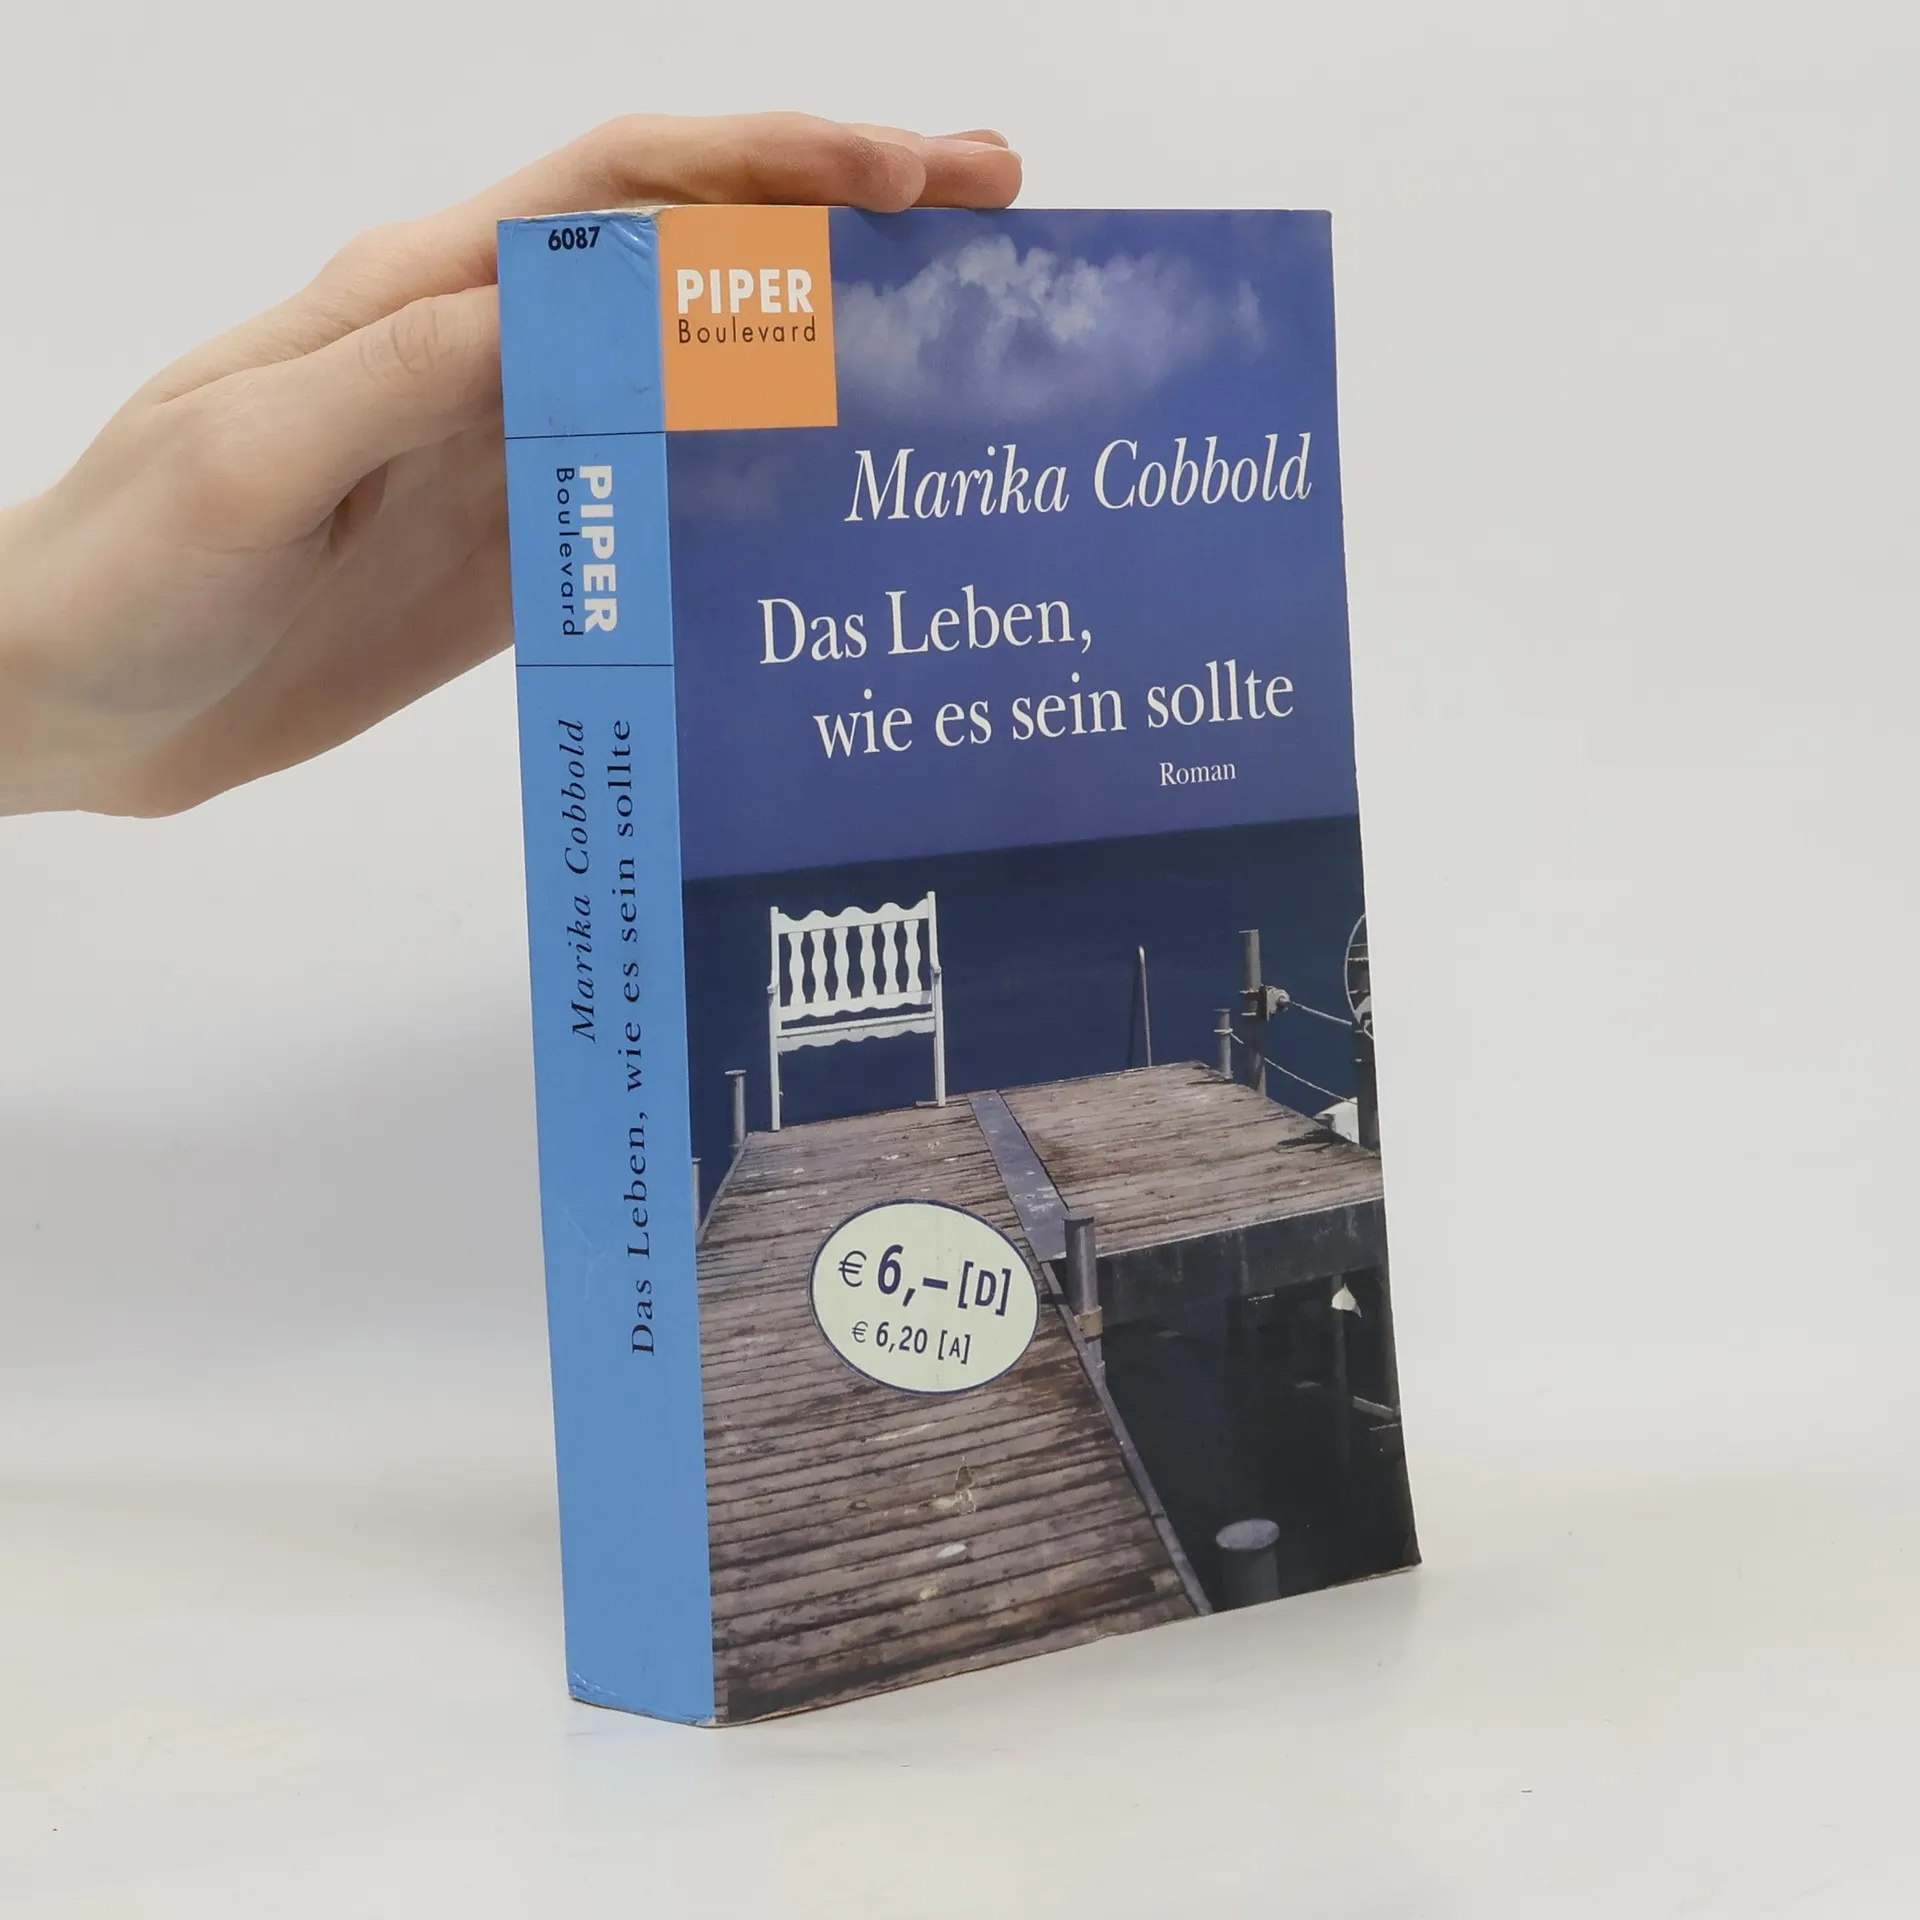 6087
PIPER
Boulevard
Marika Cobbold
Das Leben, wie es sein sollte
PIPER
Boulevard
Marika Cobbold
Das Leben,
wie es sein sollte
Roman
€ 6,– [D]
€ 6,20 [A]